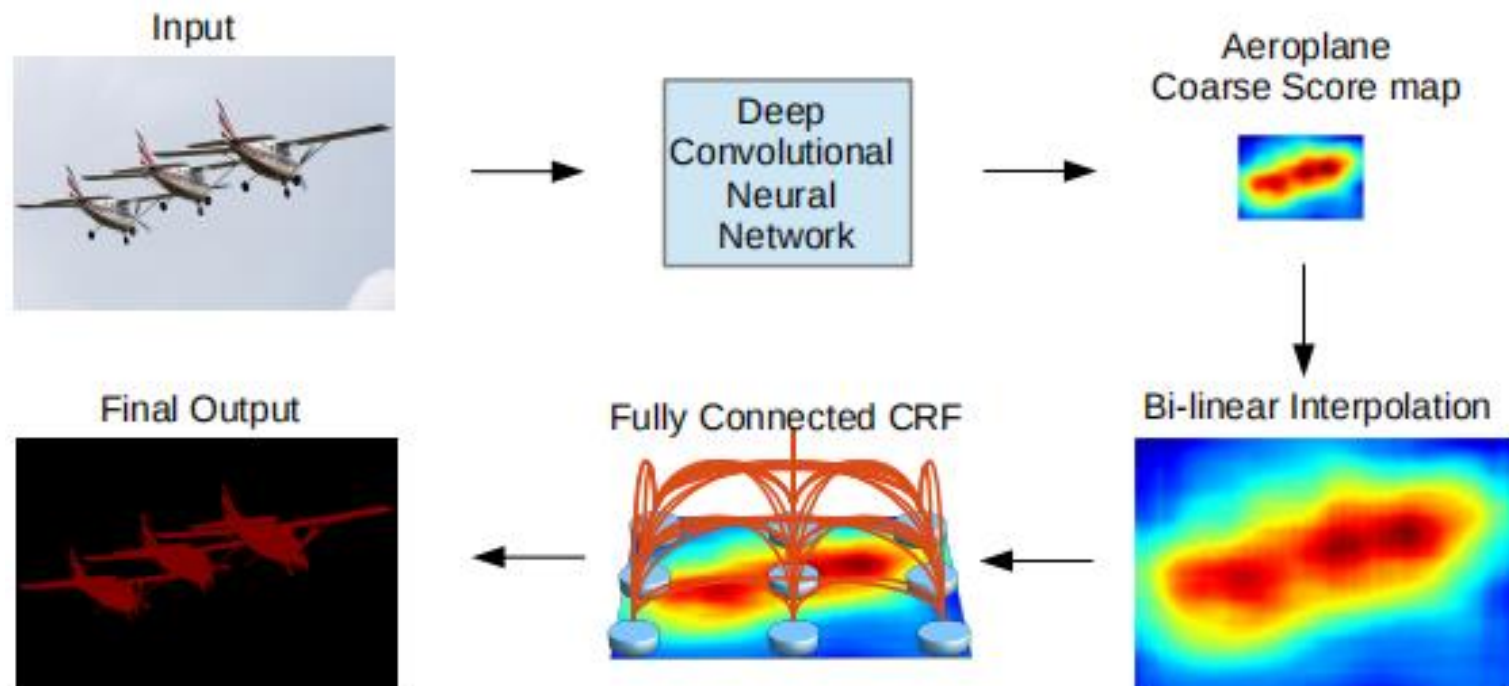 Input
Deep
Convolutional
Neural
Network
Aeroplane
Coarse Score map
Bi-linear Interpolation
Fully Connected CRF
Final Output